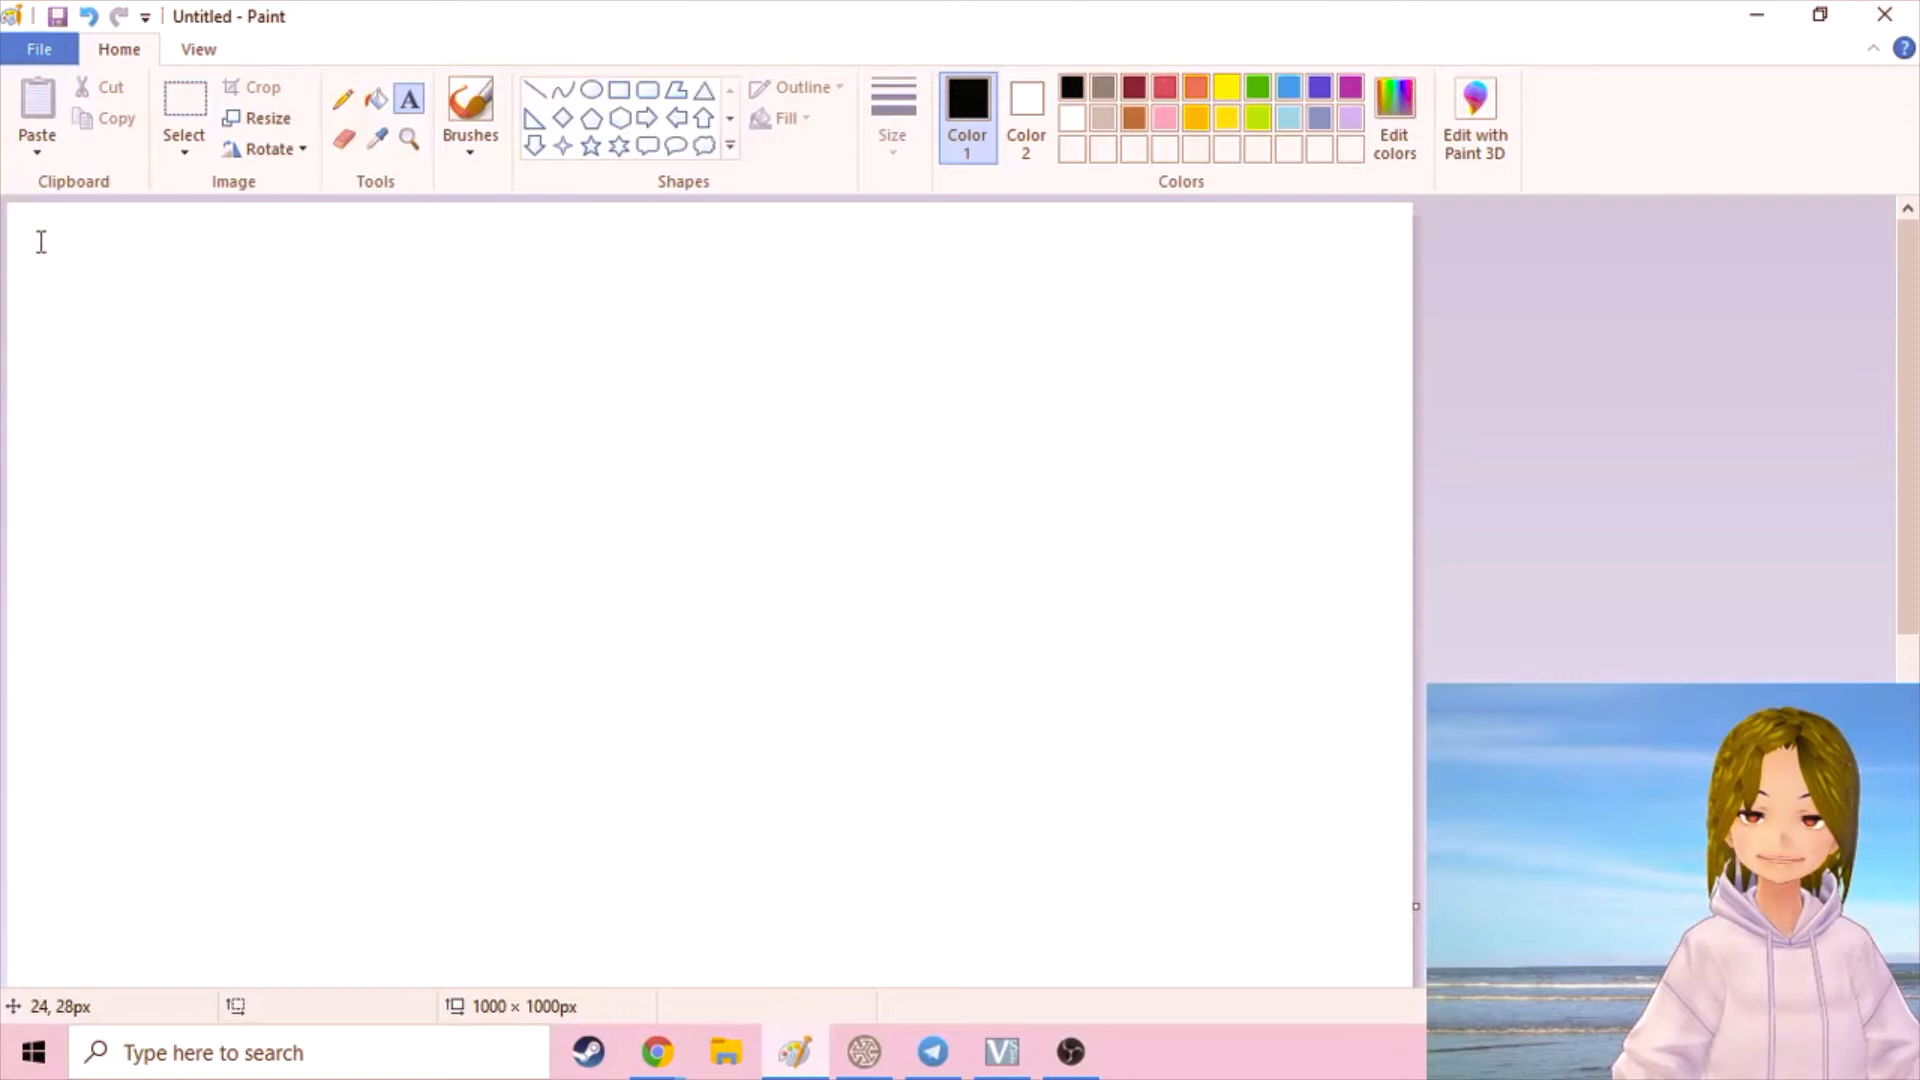 Untitled - Paint
File
Home
View
Paste
Cut
Copy
Clipboard
Select
Crop
Resize
Rotate
Image
A
Tools
Brushes
Shapes
Outline
Fill
Size
Color
1
Color
2
Edit
colors
Colors
Edit with
Paint 3D
?
24, 28px
1000 × 1000px
Type here to search